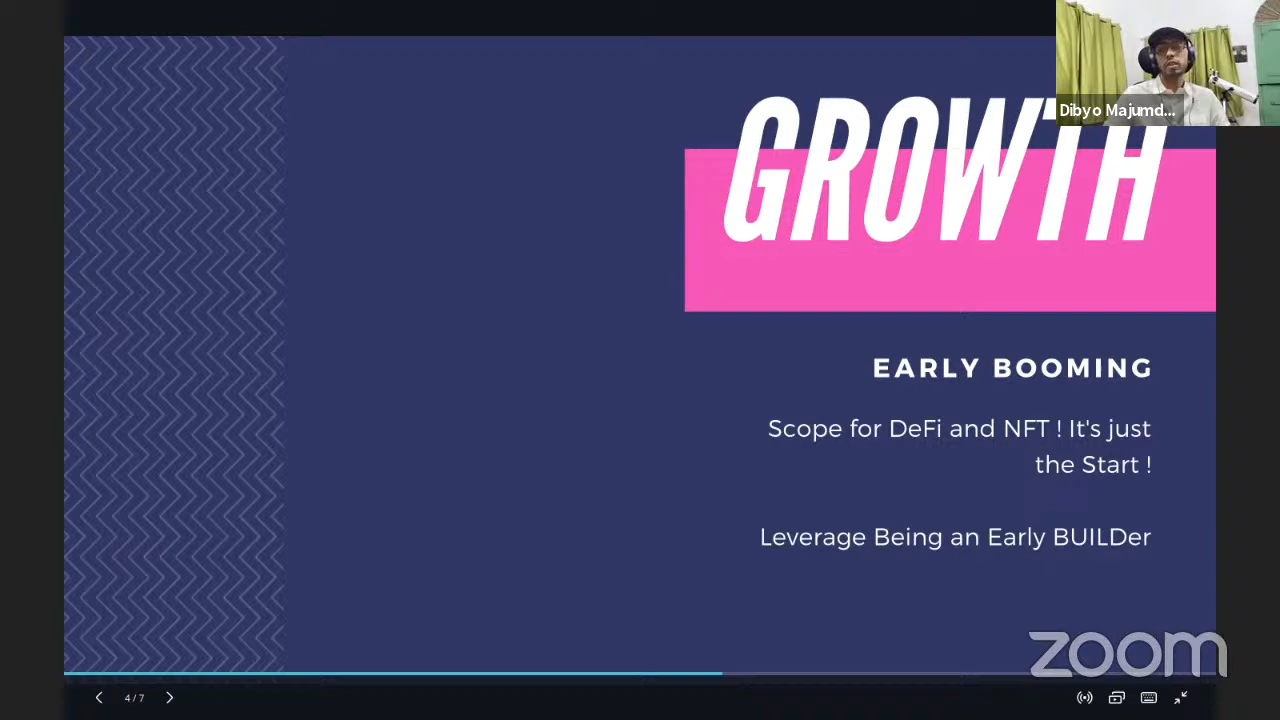 GROWTH
Dibyo Majumd...
EARLY BOOMING
Scope for DeFi and NFT ! It's just
the Start !
Leverage Being an Early BUILDer
zoom
4/7